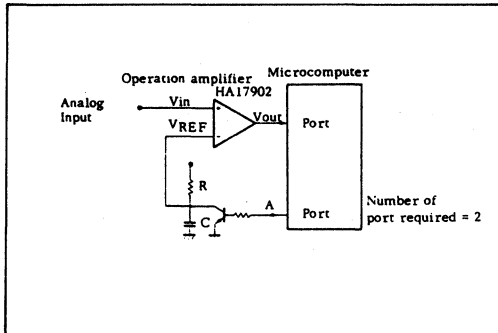 Operation amplifier
HA17902
Microcomputer
Analog
Input
Vin
+
Vout
Port
VREF
-
R
C
A
Port
Number of
port required = 2